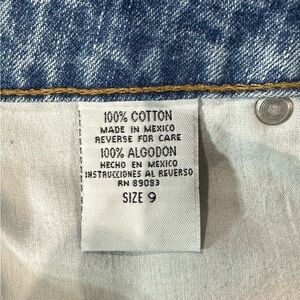 100% COTTON
MADE IN MEXICO
REVERSE FOR CARE
100% ALGODON
HECHO EN MEXICO
INSTRUCCIONES AL REVERSO
RN 89083
SIZE 9